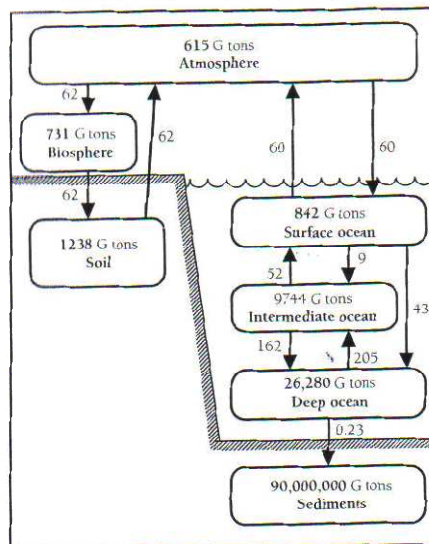 615 G tons
Atmosphere
62
731 G tons
Biosphere
62
60
60
62
1238 G tons
Soil
842 G tons
Surface ocean
52
9
9744 G tons
Intermediate ocean
43
162
205
26,280 G tons
Deep ocean
0.23
90,000,000 G tons
Sediments